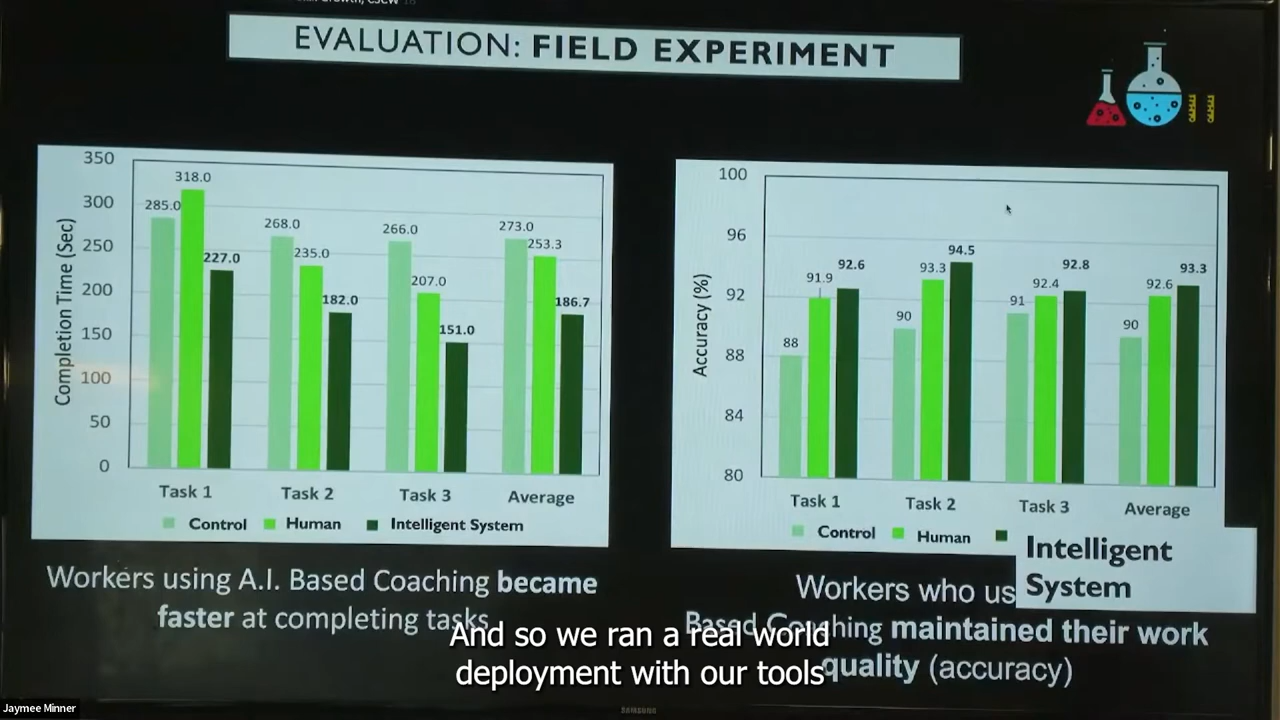 EVALUATION: FIELD EXPERIMENT
350
300
250
200
150
100
50
0
Completion Time (Sec)
285.0
318.0
227.0
268.0
235.0
182.0
266.0
207.0
151.0
273.0
253.3
186.7
Task 1 Task 2 Task 3 Average
Control Human Intelligent System
Workers using A.I. Based Coaching became
faster at completing tasks
100
96
92
88
84
80
Accuracy (%)
88
91.9
92.6
90
93.3
94.5
91
92.4
92.8
90
92.6
93.3
Task 1 Task 2 Task 3 Average
Control Human
Intelligent
System
Workers who us
Based Coaching maintained their work
quality (accuracy)
And so we ran a real world
deployment with our tools
SAMSUNG
Jaymee Minner